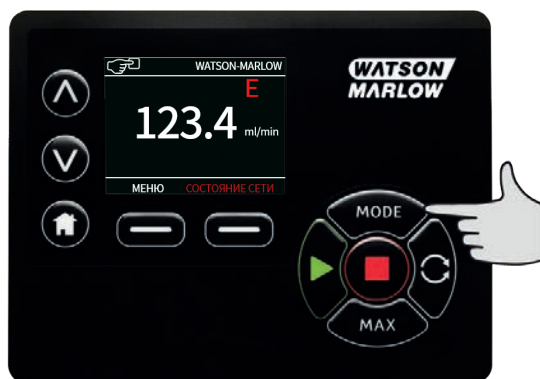 WATSON-MARLOW
E
123.4 ml/min
МЕНЮ СОСТОЯНИЕ СЕТИ
WATSON
MARLOW
MODE
MAX